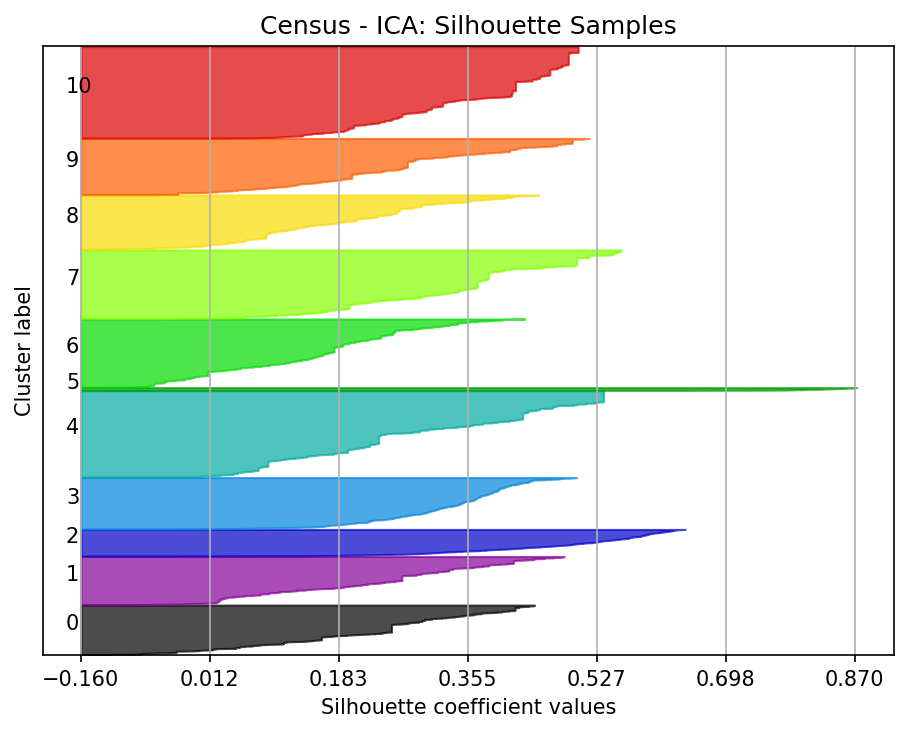 Census - ICA: Silhouette Samples
10
9
8
7
6
5
4
3
2
1
0
Cluster label
−0.160 0.012 0.183 0.355 0.527 0.698 0.870
Silhouette coefficient values